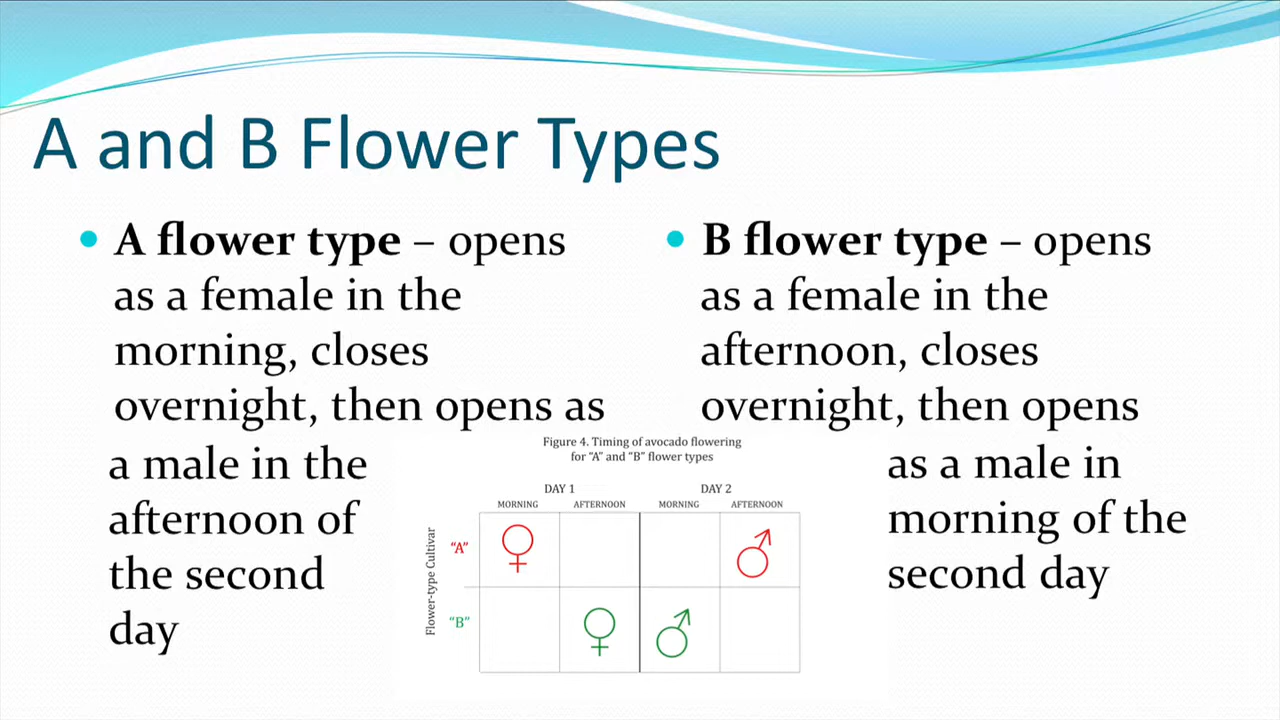 A and B Flower Types
• A flower type – opens
as a female in the
morning, closes
overnight, then opens as
a male in the
afternoon of
the second
day
• B flower type – opens
as a female in the
afternoon, closes
overnight, then opens
as a male in
morning of the
second day
Figure 4. Timing of avocado flowering
for “A” and “B” flower types
DAY 1 DAY 2
MORNING AFTERNOON MORNING AFTERNOON
Flower-type Cultivar
“A” ♀ ♂
“B” ♀ ♂